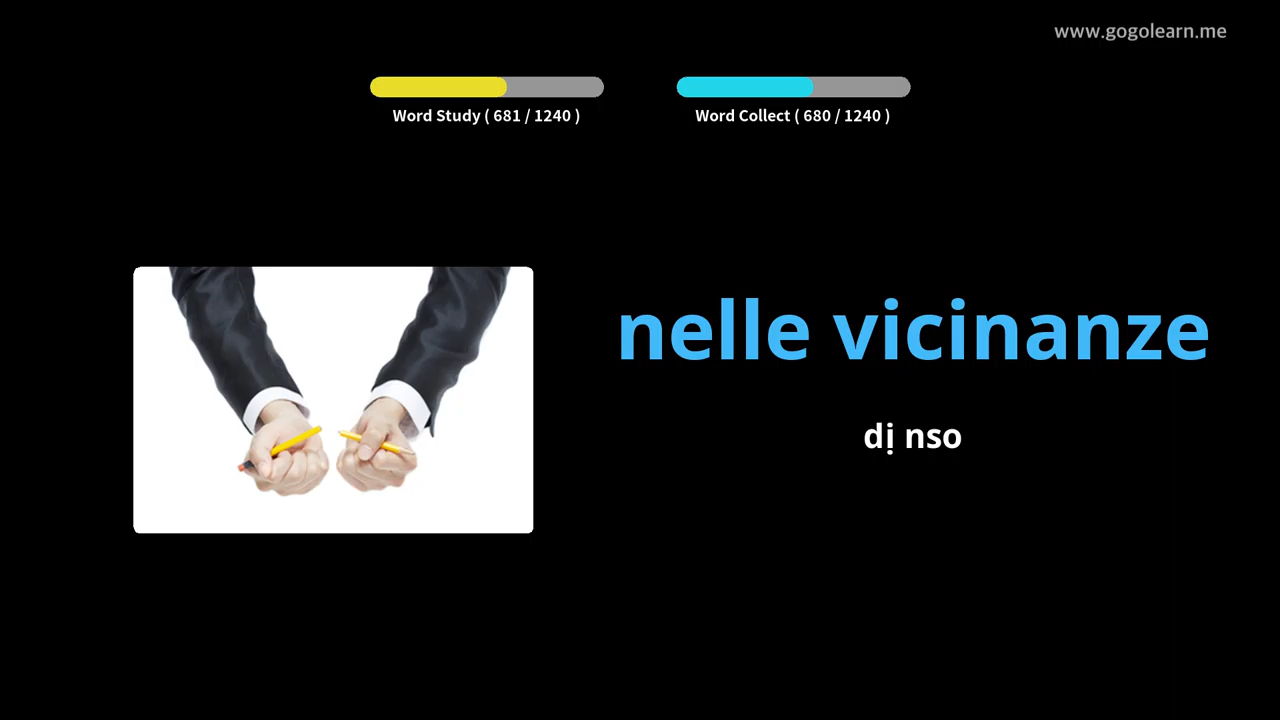 www.gogolearn.me
Word Study ( 681 / 1240 )
Word Collect ( 680 / 1240 )
nelle vicinanze
dị nso